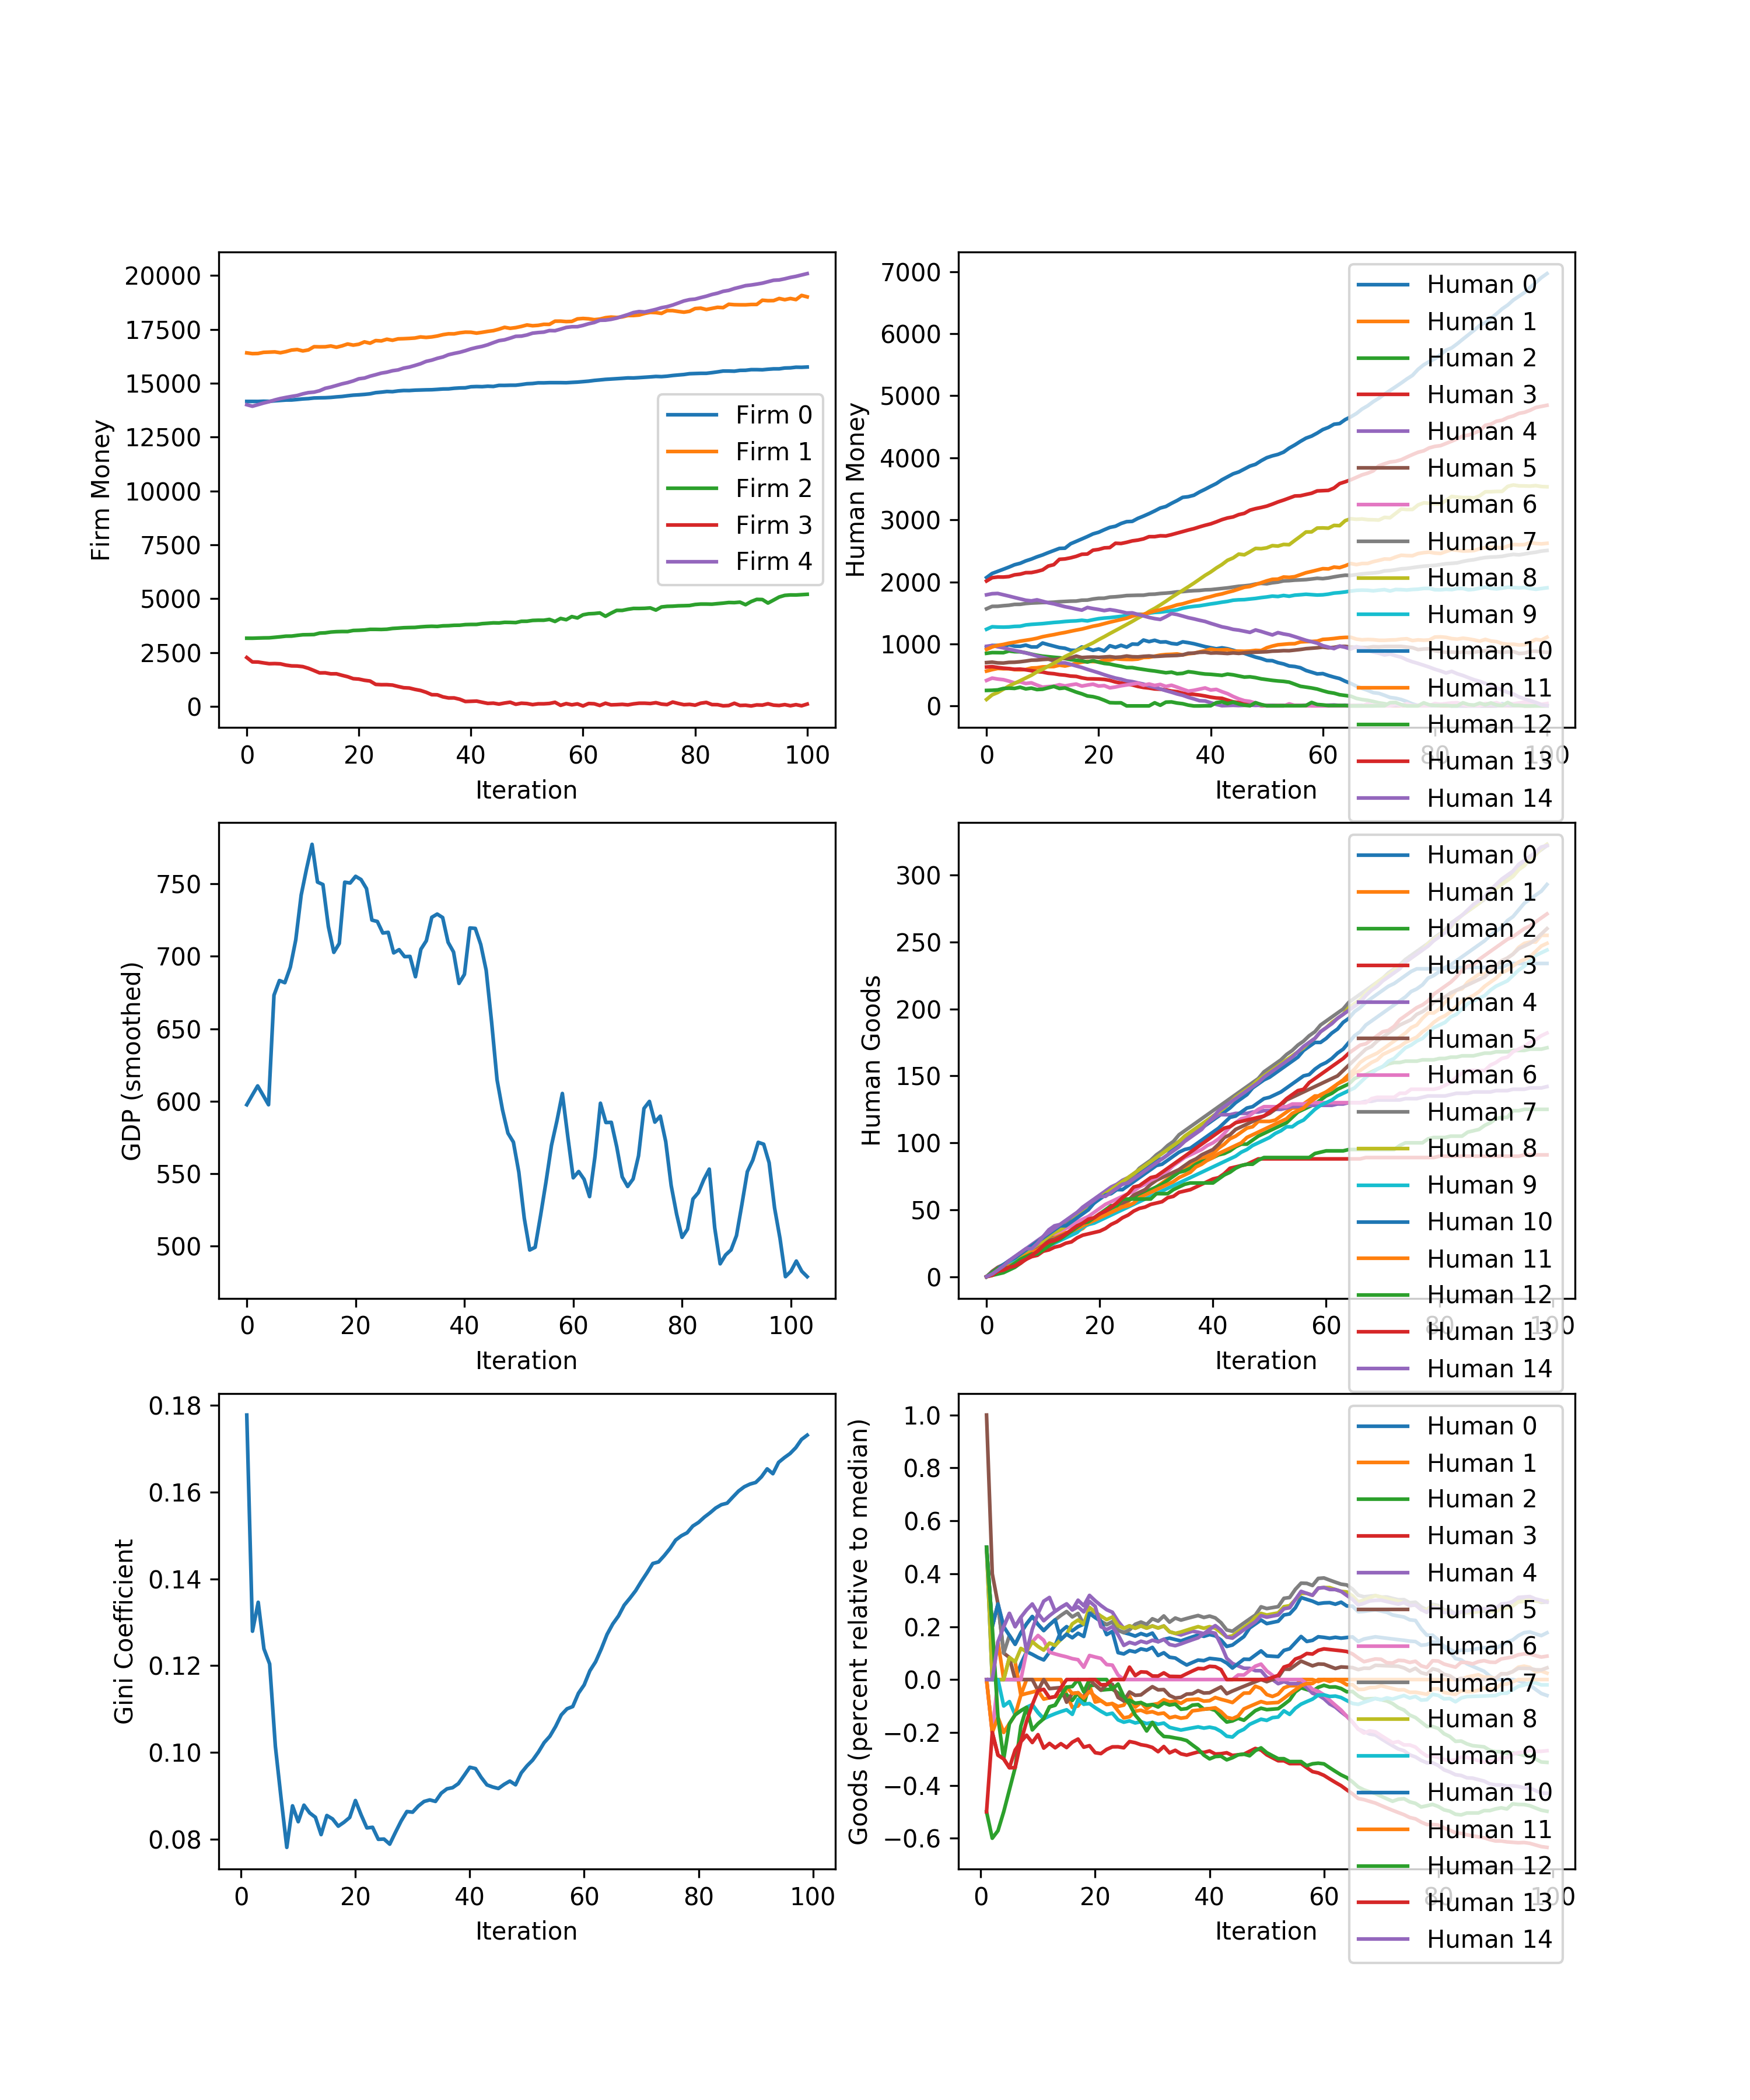 Firm Money
20000
17500
15000
12500
10000
7500
5000
2500
0
0 20 40 60 80 100
Iteration
Firm 0
Firm 1
Firm 2
Firm 3
Firm 4
Human Money
7000
6000
5000
4000
3000
2000
1000
0
0 20 40 60 80 100
Iteration
Human 0
Human 1
Human 2
Human 3
Human 4
Human 5
Human 6
Human 7
Human 8
Human 9
Human 10
Human 11
Human 12
Human 13
Human 14
GDP (smoothed)
750
700
650
600
550
500
0 20 40 60 80 100
Iteration
Human Goods
300
250
200
150
100
50
0
0 20 40 60 80 100
Iteration
Human 0
Human 1
Human 2
Human 3
Human 4
Human 5
Human 6
Human 7
Human 8
Human 9
Human 10
Human 11
Human 12
Human 13
Human 14
Gini Coefficient
0.18
0.16
0.14
0.12
0.10
0.08
0 20 40 60 80 100
Iteration
Goods (percent relative to median)
1.0
0.8
0.6
0.4
0.2
0.0
−0.2
−0.4
−0.6
0 20 40 60 80 100
Iteration
Human 0
Human 1
Human 2
Human 3
Human 4
Human 5
Human 6
Human 7
Human 8
Human 9
Human 10
Human 11
Human 12
Human 13
Human 14